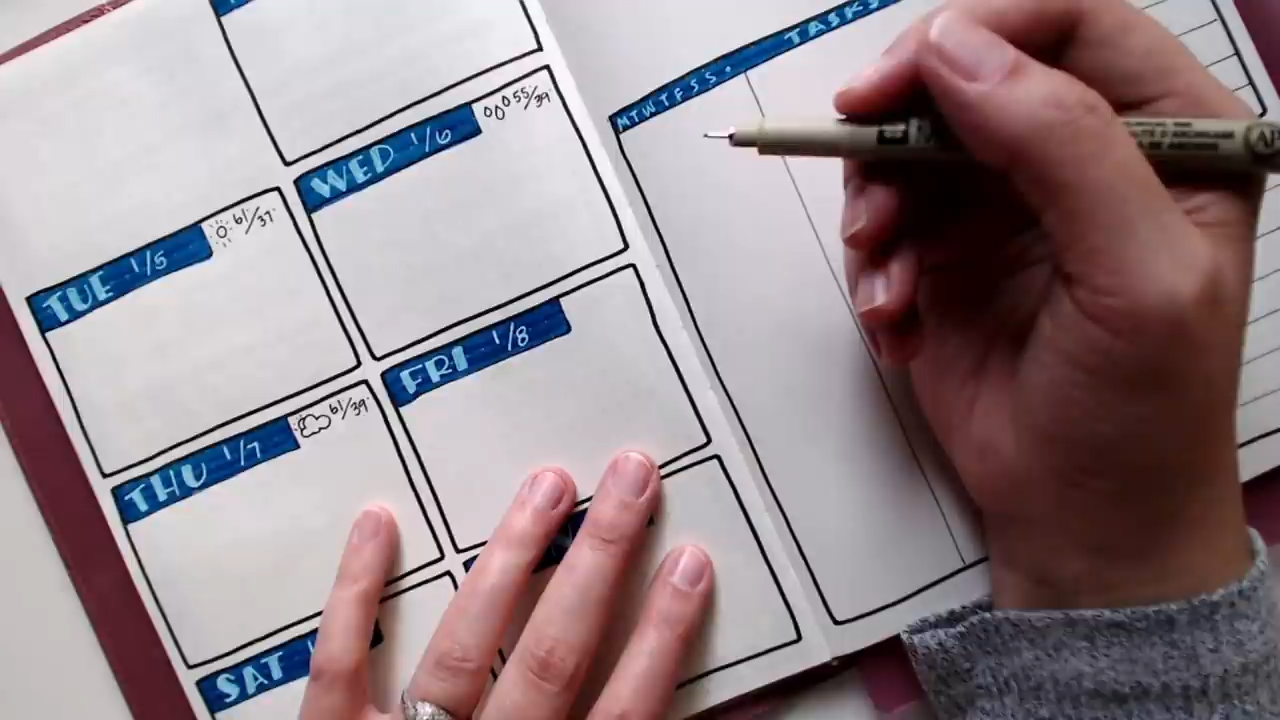 TUE 1/5
61/37
WED 1/6
55/39
THU 1/7
61/39
FRI 1/8
SAT
MTWTFSS. TASKS